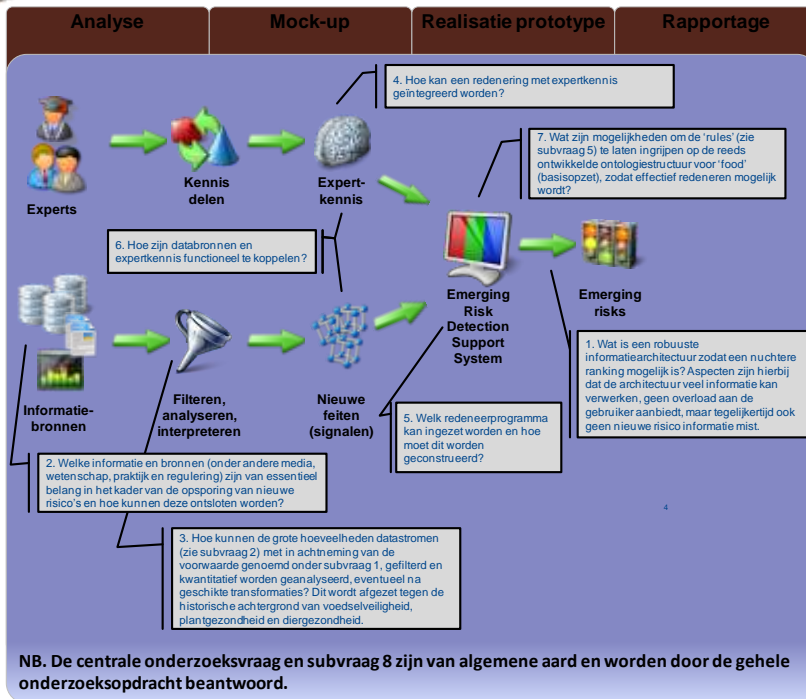 Analyse
Mock-up
Realisatie prototype
Rapportage
4. Hoe kan een redenering met expertkennis
geïntegreerd worden?
7. Wat zijn mogelijkheden om de ‘rules’ (zie
subvraag 5) te laten ingrijpen op de reeds
ontwikkelde ontologiestructuur voor ‘food’
(basisopzet), zodat effectief redeneren mogelijk
wordt?
Experts
Kennis
delen
Expert-
kennis
6. Hoe zijn databronnen en
expertkennis functioneel te koppelen?
Emerging
Risk
Detection
Support
System
Emerging
risks
1. Wat is een robuuste
informatiearchitectuur zodat een nuchtere
ranking mogelijk is? Aspecten zijn hierbij
dat de architectuur veel informatie kan
verwerken, geen overload aan de
gebruiker aanbiedt, maar tegelijkertijd ook
geen nieuwe risico informatie mist.
Informatie-
bronnen
Filteren,
analyseren,
interpreteren
Nieuwe
feiten
(signalen)
5. Welk redeneerprogramma
kan ingezet worden en hoe
moet dit worden
geconstrueerd?
2. Welke informatie en bronnen (onder andere media,
wetenschap, praktijk en regulering) zijn van essentieel
belang in het kader van de opsporing van nieuwe
risico’s en hoe kunnen deze ontsloten worden?
4
3. Hoe kunnen de grote hoeveelheden datastromen
(zie subvraag 2) met in achtneming van de
voorwaarde genoemd onder subvraag 1, gefilterd en
kwantitatief worden geanalyseerd, eventueel na
geschikte transformaties? Dit wordt afgezet tegen de
historische achtergrond van voedselveiligheid,
plantgezondheid en diergezondheid.
NB. De centrale onderzoeksvraag en subvraag 8 zijn van algemene aard en worden door de gehele
onderzoeksopdracht beantwoord.